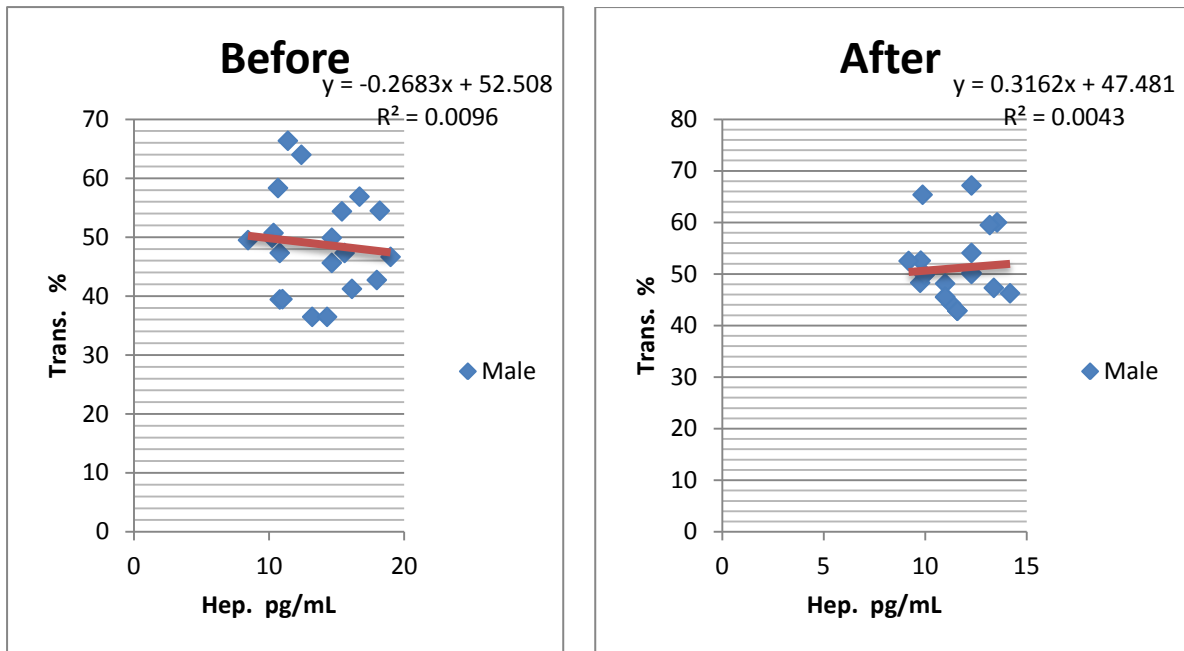 Before
y = -0.2683x + 52.508
R² = 0.0096
70
60
50
40
30
20
10
0
Trans. %
0 10 20
Hep. pg/mL
Male
After
y = 0.3162x + 47.481
R² = 0.0043
80
70
60
50
40
30
20
10
0
Trans. %
0 5 10 15
Hep. pg/mL
Male